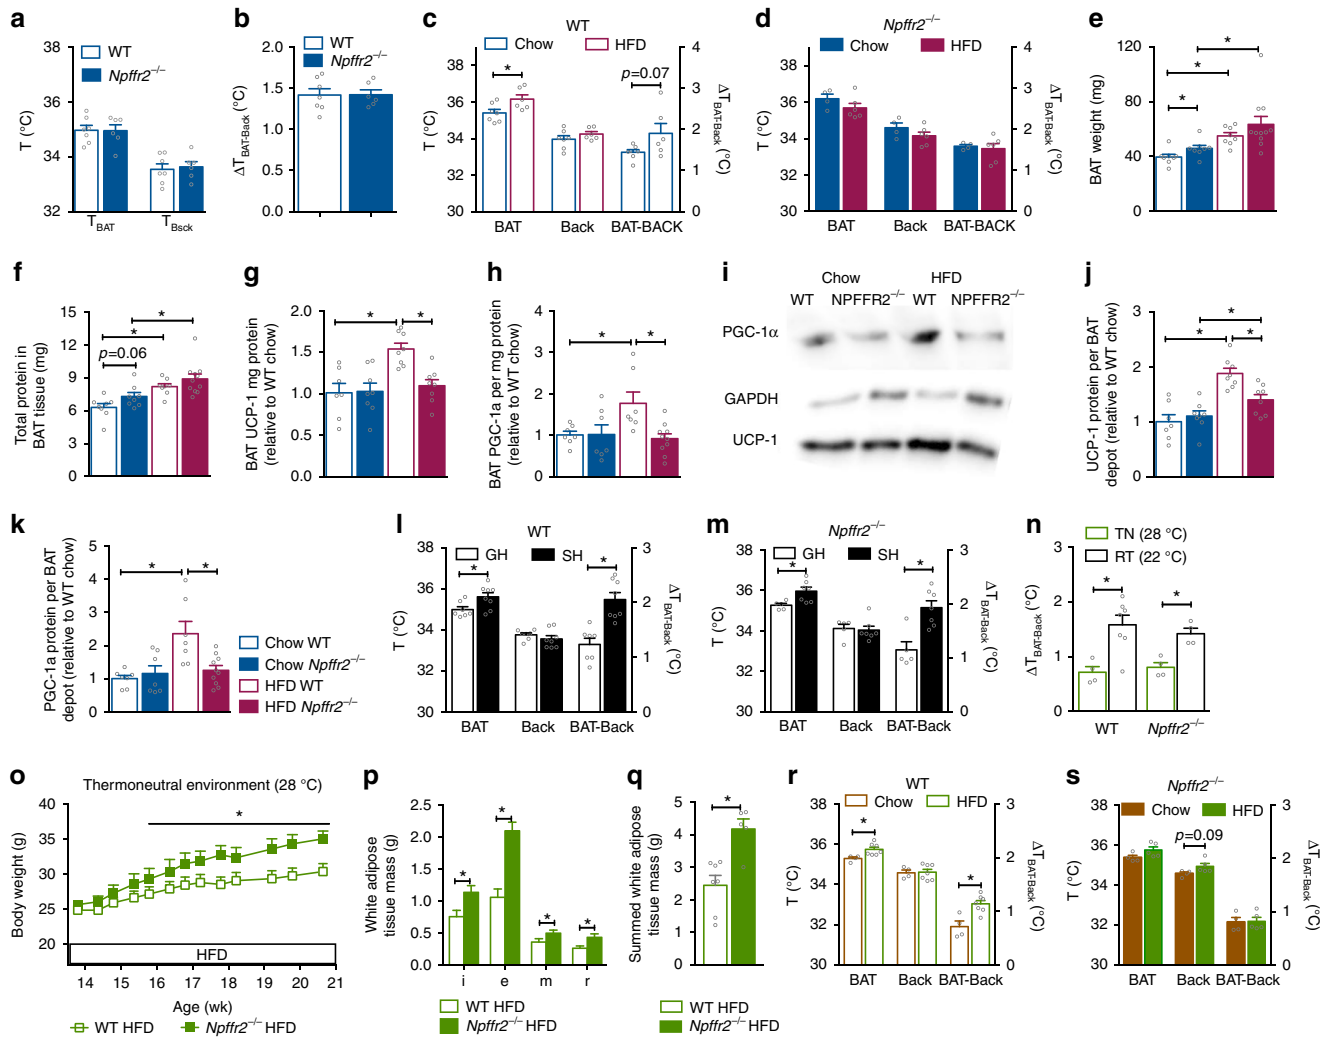 a
T (°C)
38
36
34
32
WT
Npffr2−/−
TBAT
TBsck
b
ΔTBAT-Back (°C)
2.0
1.5
1.0
0.5
0.0
WT
Npffr2−/−
c
WT
Chow
HFD
T (°C)
38
36
34
32
30
*
p=0.07
4
3
2
1
0
ΔTBAT-Back (°C)
BAT
Back
BAT-BACK
d
Npffr2−/−
Chow
HFD
T (°C)
38
36
34
32
30
4
3
2
1
0
ΔTBAT-Back (°C)
BAT
Back
BAT-BACK
e
BAT weight (mg)
120
80
40
0
*
*
*
f
Total protein in
BAT tissue (mg)
15
12
9
6
3
0
*
*
p=0.06
g
BAT UCP-1 mg protein
(relative to WT chow)
2.0
1.5
1.0
0.5
0.0
*
*
h
BAT PGC-1a per mg protein
(relative to WT chow)
4
3
2
1
0
*
*
i
Chow
HFD
WT
NPFFR2−/−
WT
NPFFR2−/−
PGC-1α
GAPDH
UCP-1
j
UCP-1 protein per BAT
depot (relative to WT chow)
3
2
1
0
*
*
*
k
PGC-1a protein per BAT
depot (relative to WT chow)
5
4
3
2
1
0
*
*
Chow WT
Chow Npffr2−/−
HFD WT
HFD Npffr2−/−
l
WT
GH
SH
T (°C)
38
36
34
32
30
*
*
3
2
1
0
ΔTBAT-Back (°C)
BAT
Back
BAT-Back
m
Npffr2−/−
GH
SH
T (°C)
38
36
34
32
30
*
*
3
2
1
0
ΔTBAT-Back (°C)
BAT
Back
BAT-Back
n
TN (28 °C)
RT (22 °C)
ΔTBAT-Back (°C)
3
2
1
0
*
*
WT
Npffr2−/−
o
Thermoneutral environment (28 °C)
Body weight (g)
40
35
30
25
20
*
HFD
14 15 16 17 18 19 20 21
Age (wk)
WT HFD
Npffr2−/− HFD
p
White adipose
tissue mass (g)
2.5
2.0
1.5
1.0
0.5
0.0
*
*
*
*
i e m r
WT HFD
Npffr2−/− HFD
q
Summed white adipose
tissue mass (g)
5
4
3
2
1
0
*
WT HFD
Npffr2−/− HFD
r
WT
Chow
HFD
T (°C)
38
36
34
32
30
*
*
3
2
1
0
ΔTBAT-Back (°C)
BAT
Back
BAT-Back
s
Npffr2−/−
Chow
HFD
T (°C)
38
36
34
32
30
p=0.09
3
2
1
0
ΔTBAT-Back (°C)
BAT
Back
BAT-Back